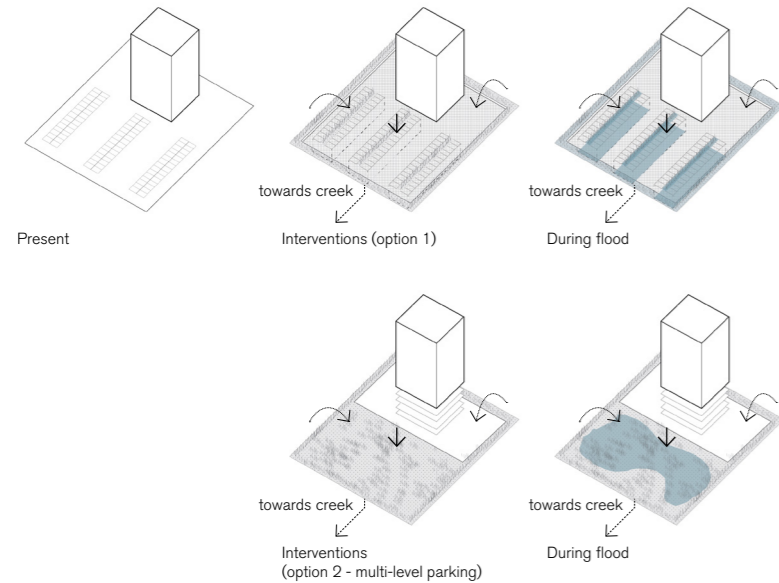 towards creek
towards creek
Present
Interventions (option 1)
During flood
towards creek
towards creek
Interventions
(option 2 - multi-level parking)
During flood